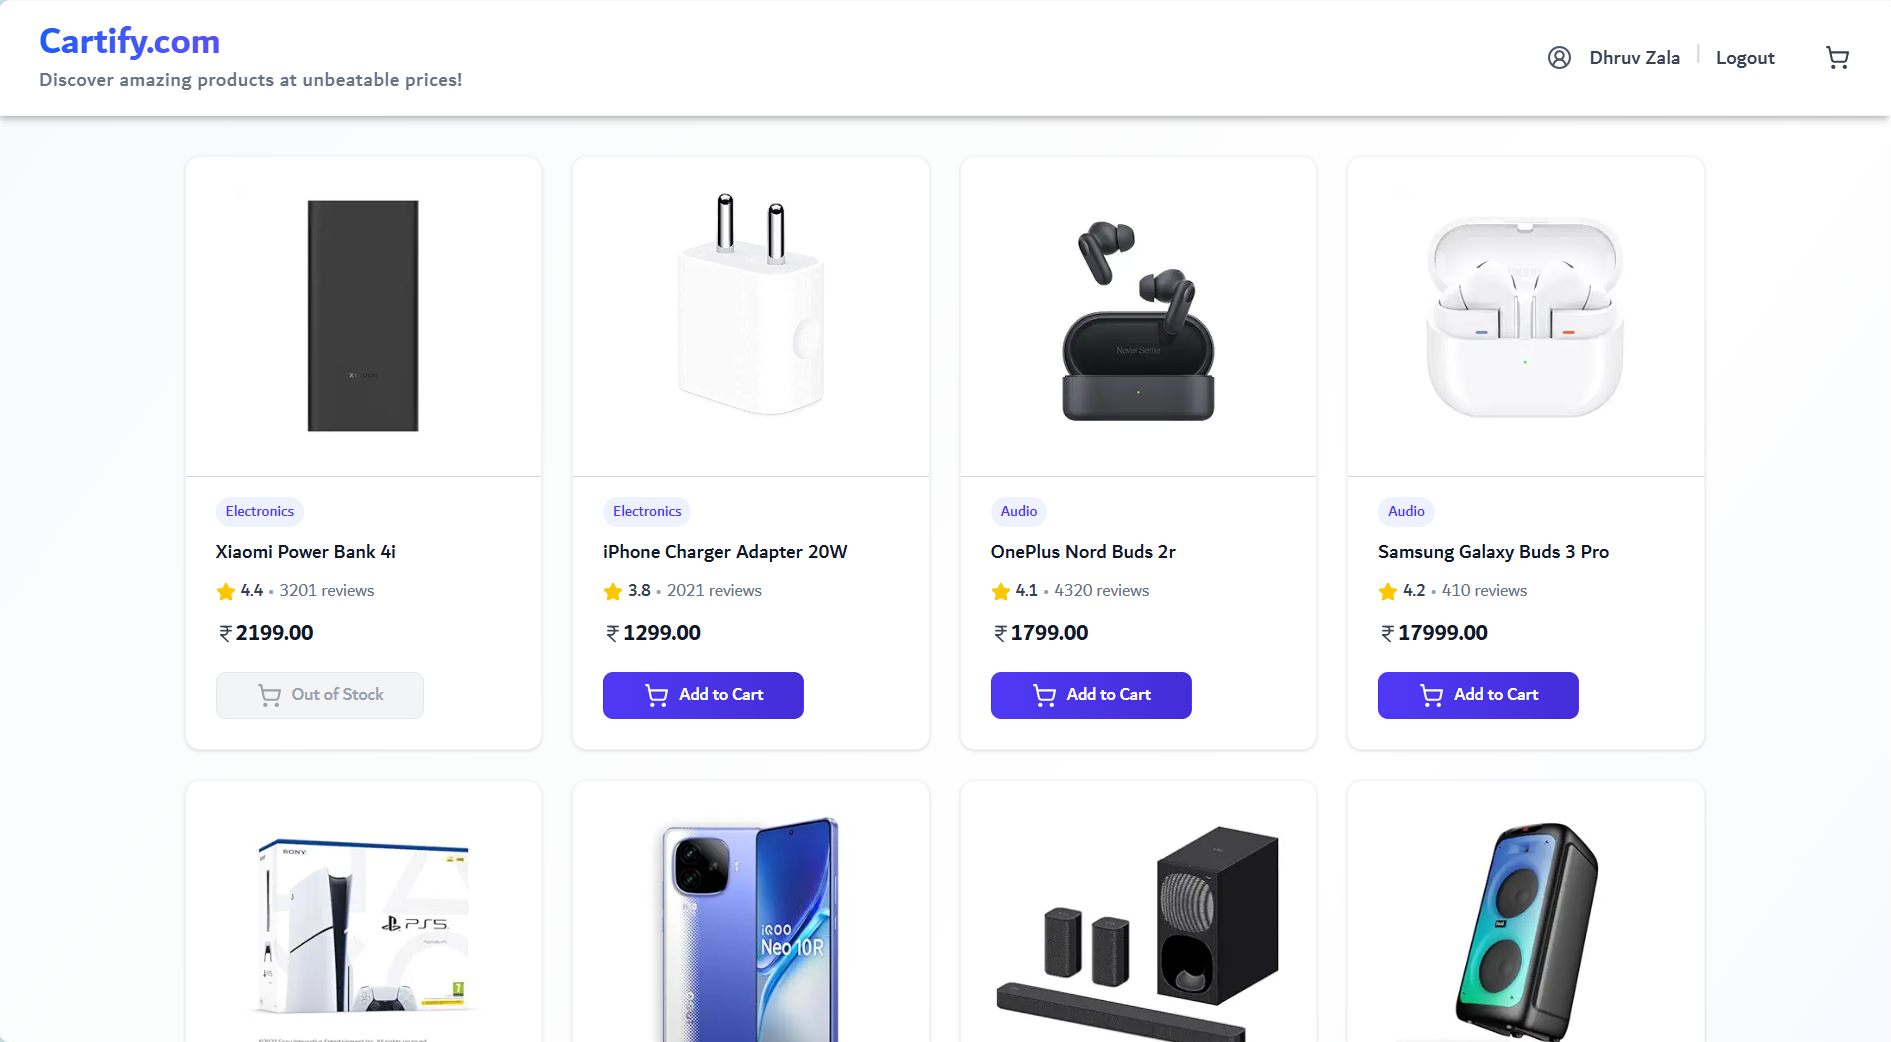 Cartify.com
Discover amazing products at unbeatable prices!
Dhruv Zala
Logout
Never Settle
Electronics
Xiaomi Power Bank 4i
4.4 • 3201 reviews
₹ 2199.00
Out of Stock
Electronics
iPhone Charger Adapter 20W
3.8 • 2021 reviews
₹ 1299.00
Add to Cart
Audio
OnePlus Nord Buds 2r
4.1 • 4320 reviews
₹ 1799.00
Add to Cart
Audio
Samsung Galaxy Buds 3 Pro
4.2 • 410 reviews
₹ 17999.00
Add to Cart
SONY
PS5
7
iQOO
Neo 10R